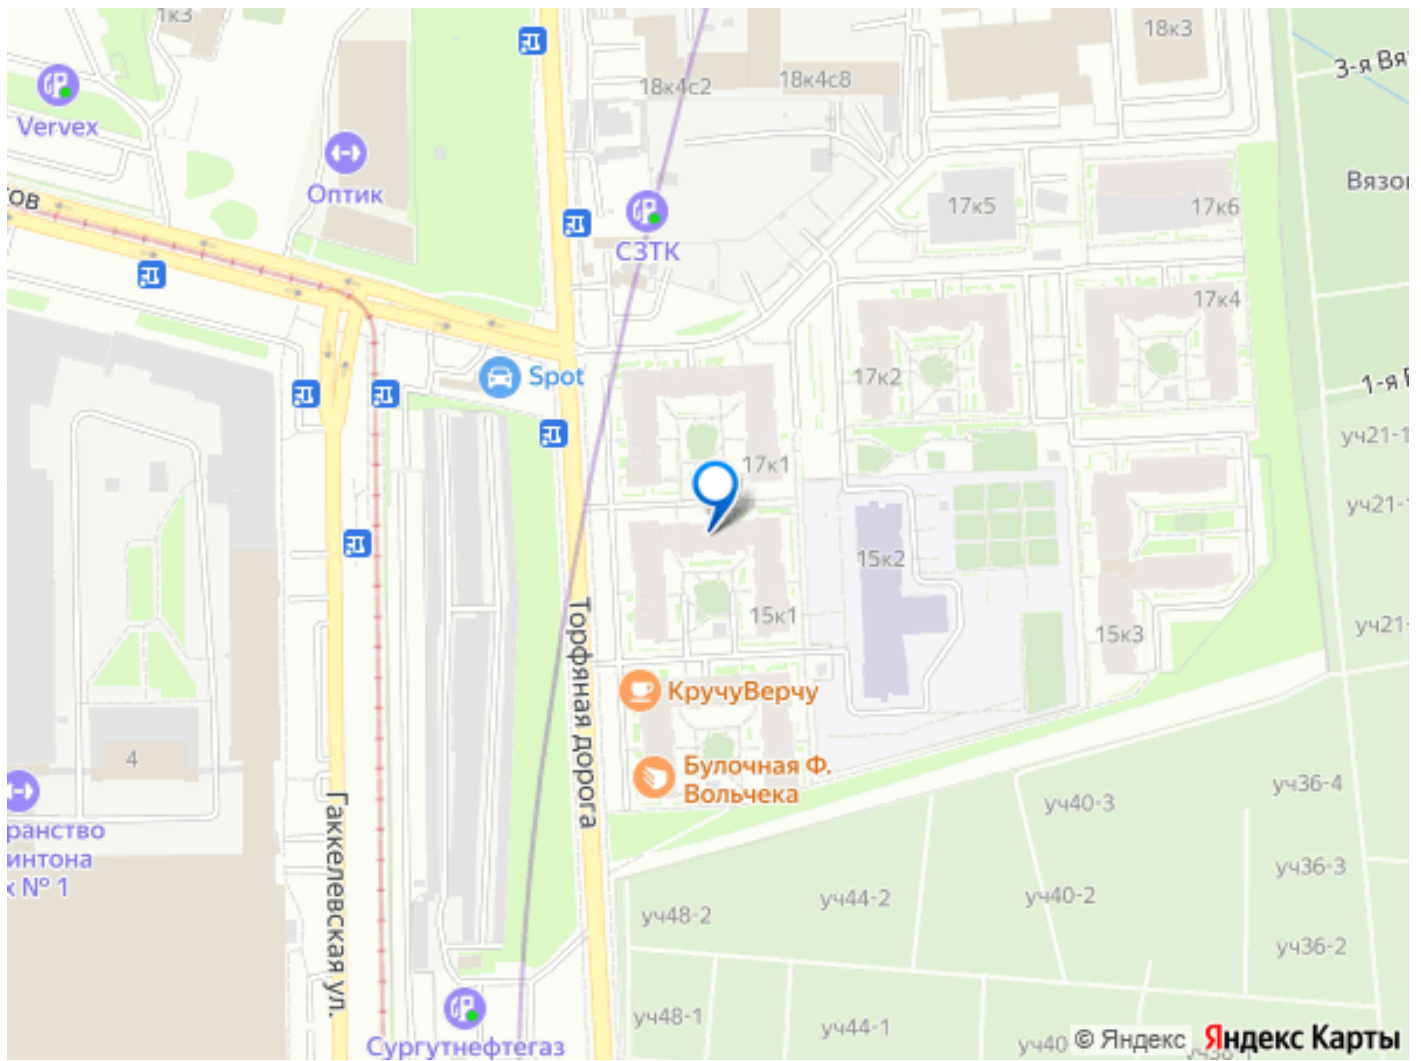 1к3
18к3
3-я Вя
18к4с2
18к4с8
Vervex
Оптик
тов
Вязо
17к5
17к6
СЗТК
17к4
Spot
17к2
1-я В
уч21-1
17к1
уч21-1
15к2
15к1
Торфяная дорога
уч21-
15к3
КручуВерчу
4
Булочная Ф.
Вольчека
уч36-4
уч40-3
Гаккелевская ул.
ранство
интона
к № 1
уч36-3
уч44-2
уч40-2
уч48-2
уч36-2
уч48-1
уч44-1
уч40
© Яндекс
Яндекс Карты
Сургутнефтегаз